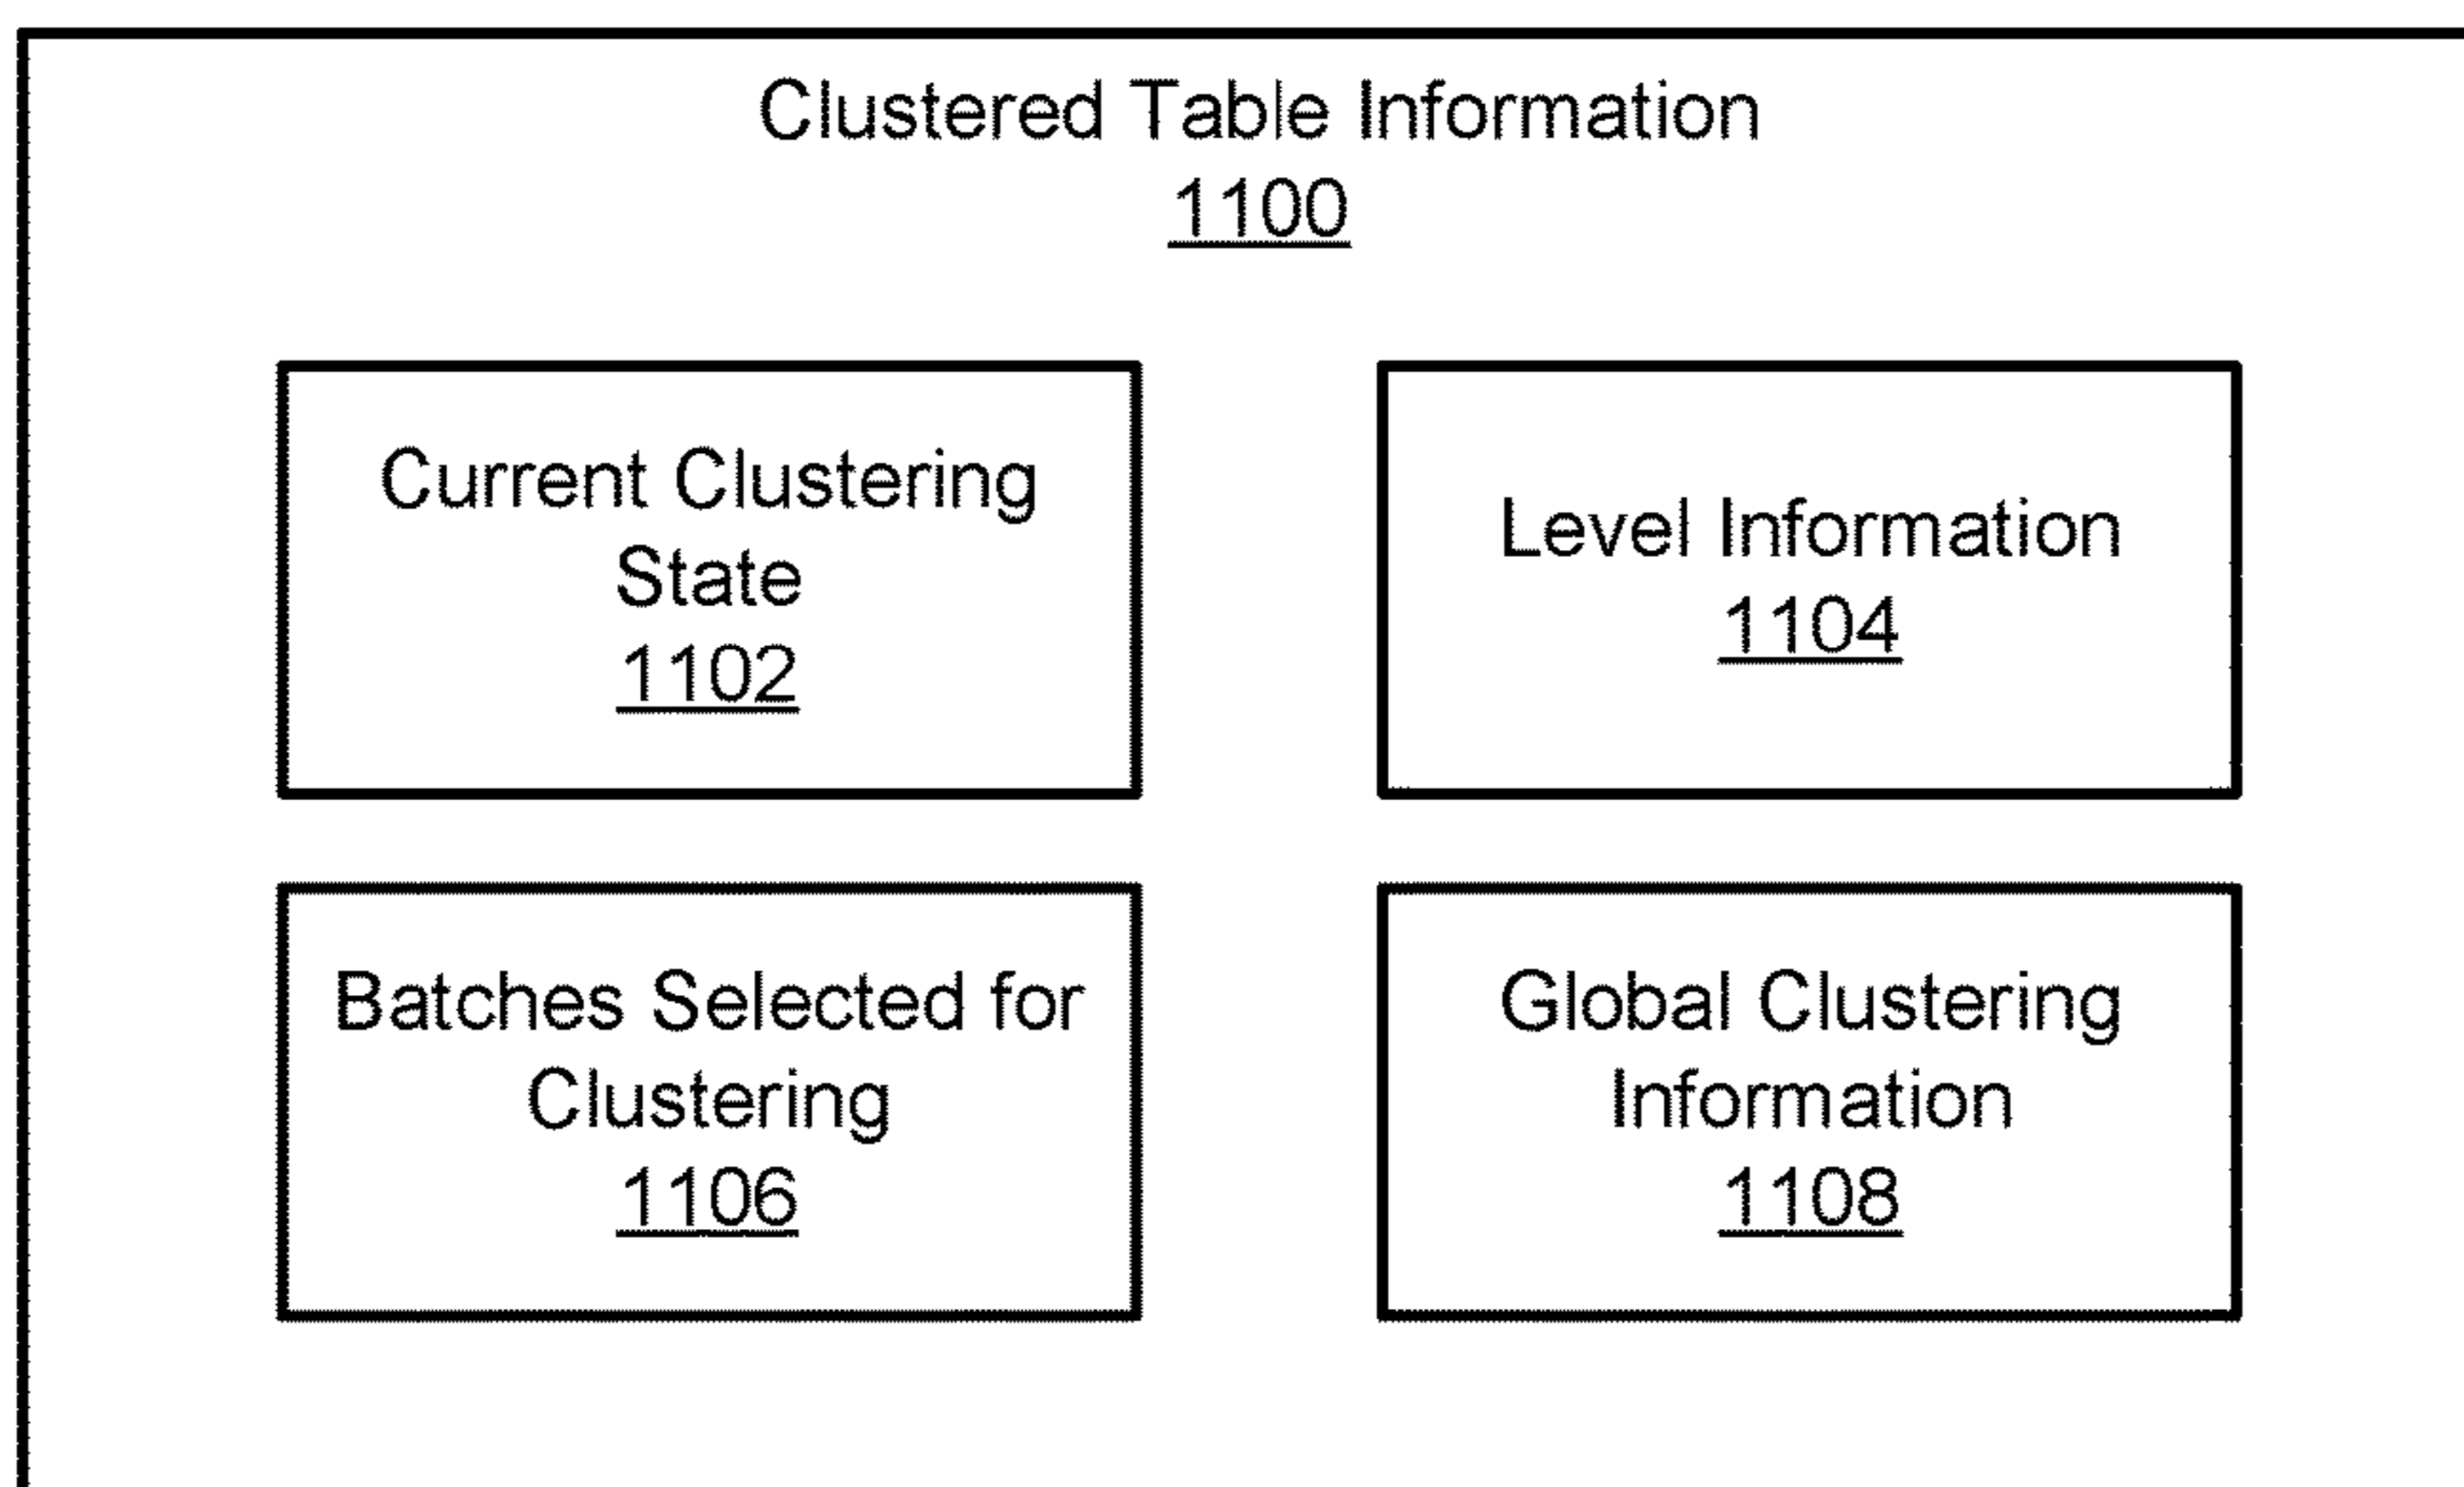 Clustered Table Information
1100
Current Clustering
State
1102
Level Information
1104
Batches Selected for
Clustering
1106
Global Clustering
Information
1108